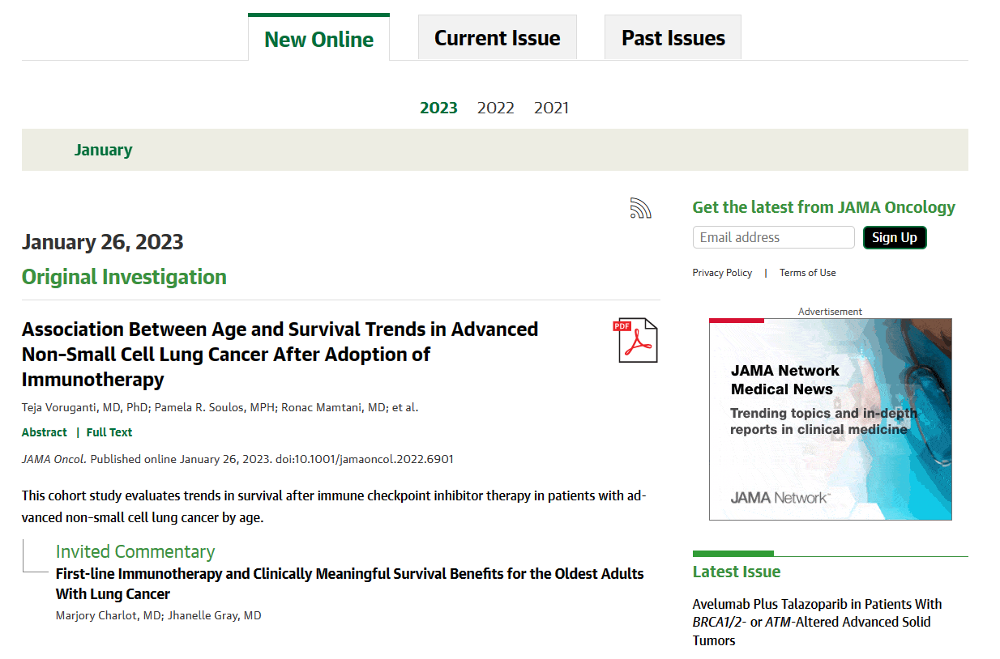 New Online
Current Issue
Past Issues
2023 2022 2021
January
January 26, 2023
Original Investigation
Association Between Age and Survival Trends in Advanced
Non-Small Cell Lung Cancer After Adoption of
Immunotherapy
PDF
Teja Voruganti, MD, PhD; Pamela R. Soulos, MPH; Ronac Mamtani, MD; et al.
Abstract | Full Text
JAMA Oncol. Published online January 26, 2023. doi:10.1001/jamaoncol.2022.6901
This cohort study evaluates trends in survival after immune checkpoint inhibitor therapy in patients with ad-
vanced non–small cell lung cancer by age.
Invited Commentary
First-line Immunotherapy and Clinically Meaningful Survival Benefits for the Oldest Adults
With Lung Cancer
Marjory Charlot, MD; Jhanelle Gray, MD
Get the latest from JAMA Oncology
Email address
Sign Up
Privacy Policy | Terms of Use
Advertisement
JAMA Network
Medical News
Trending topics and in-depth
reports in clinical medicine
JAMA Network™
Latest Issue
Avelumab Plus Talazoparib in Patients With
BRCA1/2- or ATM-Altered Advanced Solid
Tumors